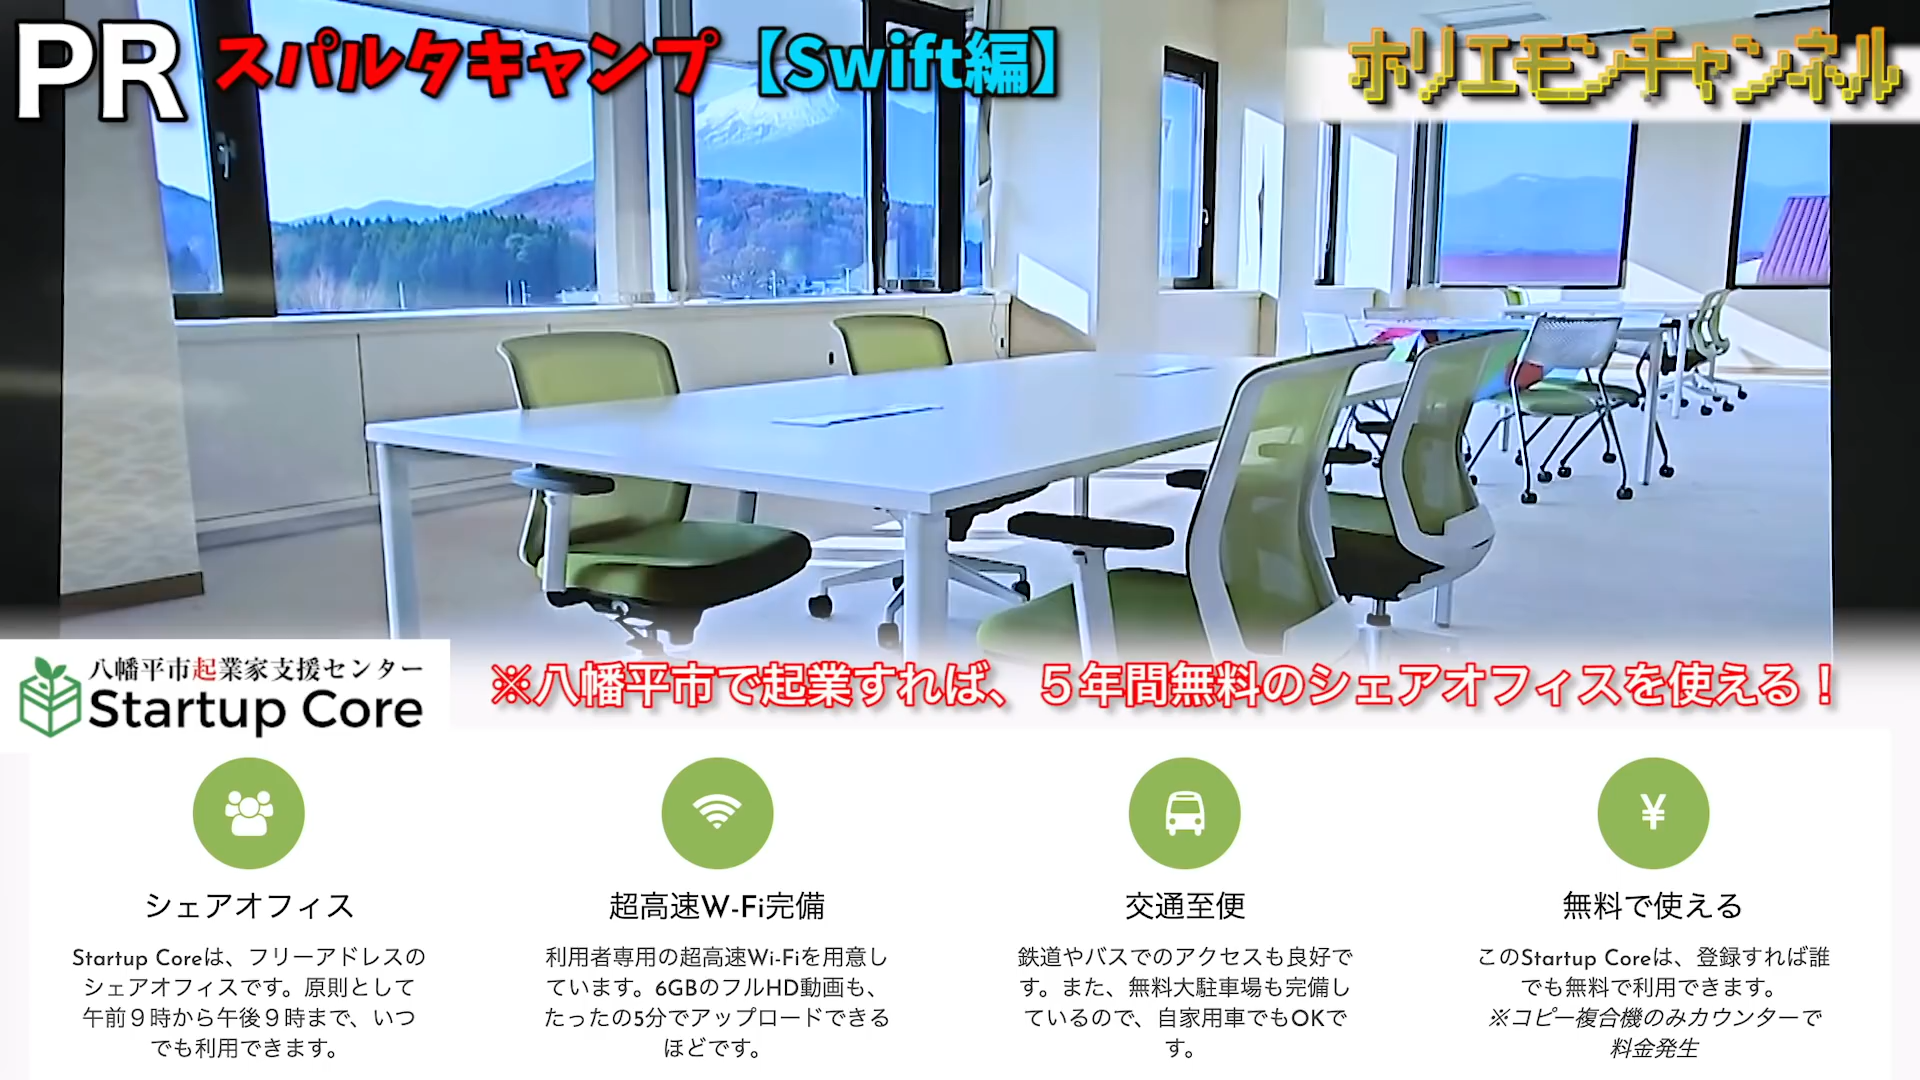 PR スパルタキャンプ【Swift編】
ホリエモンチャンネル
八幡平市起業家支援センター
Startup Core
※八幡平市で起業すれば、5年間無料のシェアオフィスを使える！
シェアオフィス
Startup Coreは、フリーアドレスの
シェアオフィスです。原則として
午前９時から午後９時まで、いつ
でも利用できます。
超高速W-Fi完備
利用者専用の超高速Wi-Fiを用意し
ています。6GBのフルHD動画も、
たったの5分でアップロードできる
ほどです。
交通至便
鉄道やバスでのアクセスも良好で
す。また、無料大駐車場も完備し
ているので、自家用車でもOKで
す。
¥
無料で使える
このStartup Coreは、登録すれば誰
でも無料で利用できます。
※コピー複合機のみカウンターで
料金発生